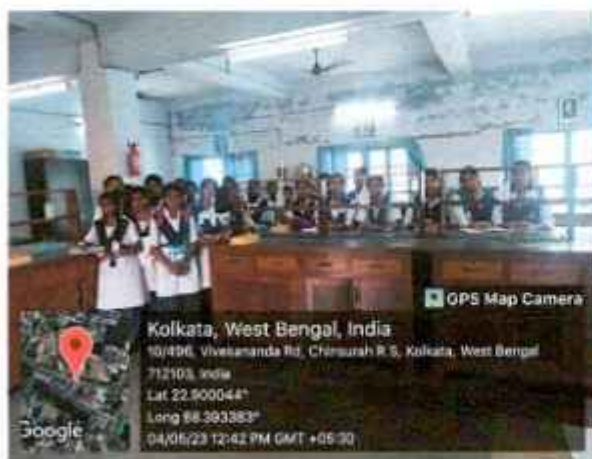 GPS Map Camera
Kolkata, West Bengal, India
10/496, Vivekananda Rd, Chinsurah R S, Kolkata, West Bengal
712103, India
Lat 22.900044°
Long 88.393383°
04/05/23 12:42 PM GMT +05:30
Google